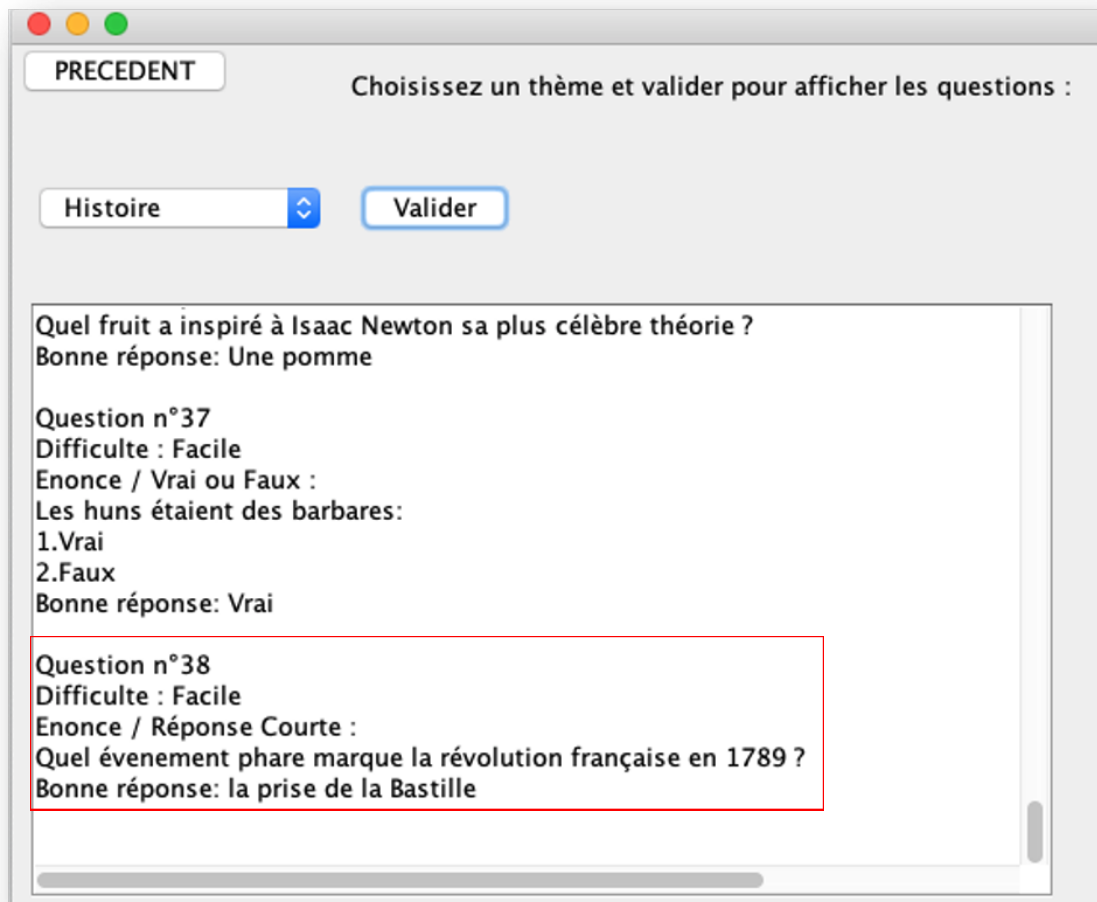 PRECEDENT
Choisissez un thème et valider pour afficher les questions :
Histoire
Valider
Quel fruit a inspiré à Isaac Newton sa plus célèbre théorie ?
Bonne réponse: Une pomme
Question n°37
Difficulte : Facile
Enonce / Vrai ou Faux :
Les huns étaient des barbares:
1.Vrai
2.Faux
Bonne réponse: Vrai
Question n°38
Difficulte : Facile
Enonce / Réponse Courte :
Quel évenement phare marque la révolution française en 1789 ?
Bonne réponse: la prise de la Bastille